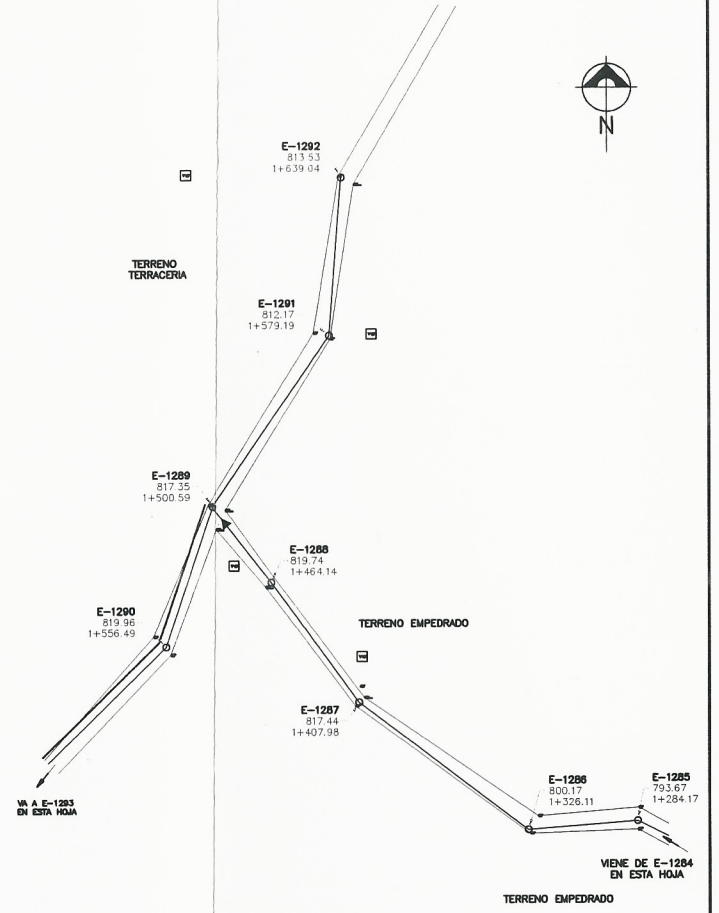 E-1292
813.53
1+639.04
N
TERRENO
TERRACERIA
E-1291
812.17
1+579.19
E-1289
817.35
1+500.59
E-1288
819.74
1+464.14
E-1290
819.96
1+556.49
TERRENO EMPEDRADO
E-1287
817.44
1+407.98
E-1286
800.17
1+326.11
E-1285
793.67
1+284.17
VA A E-1293
EN ESTA HOJA
VIENE DE E-1284
EN ESTA HOJA
TERRENO EMPEDRADO